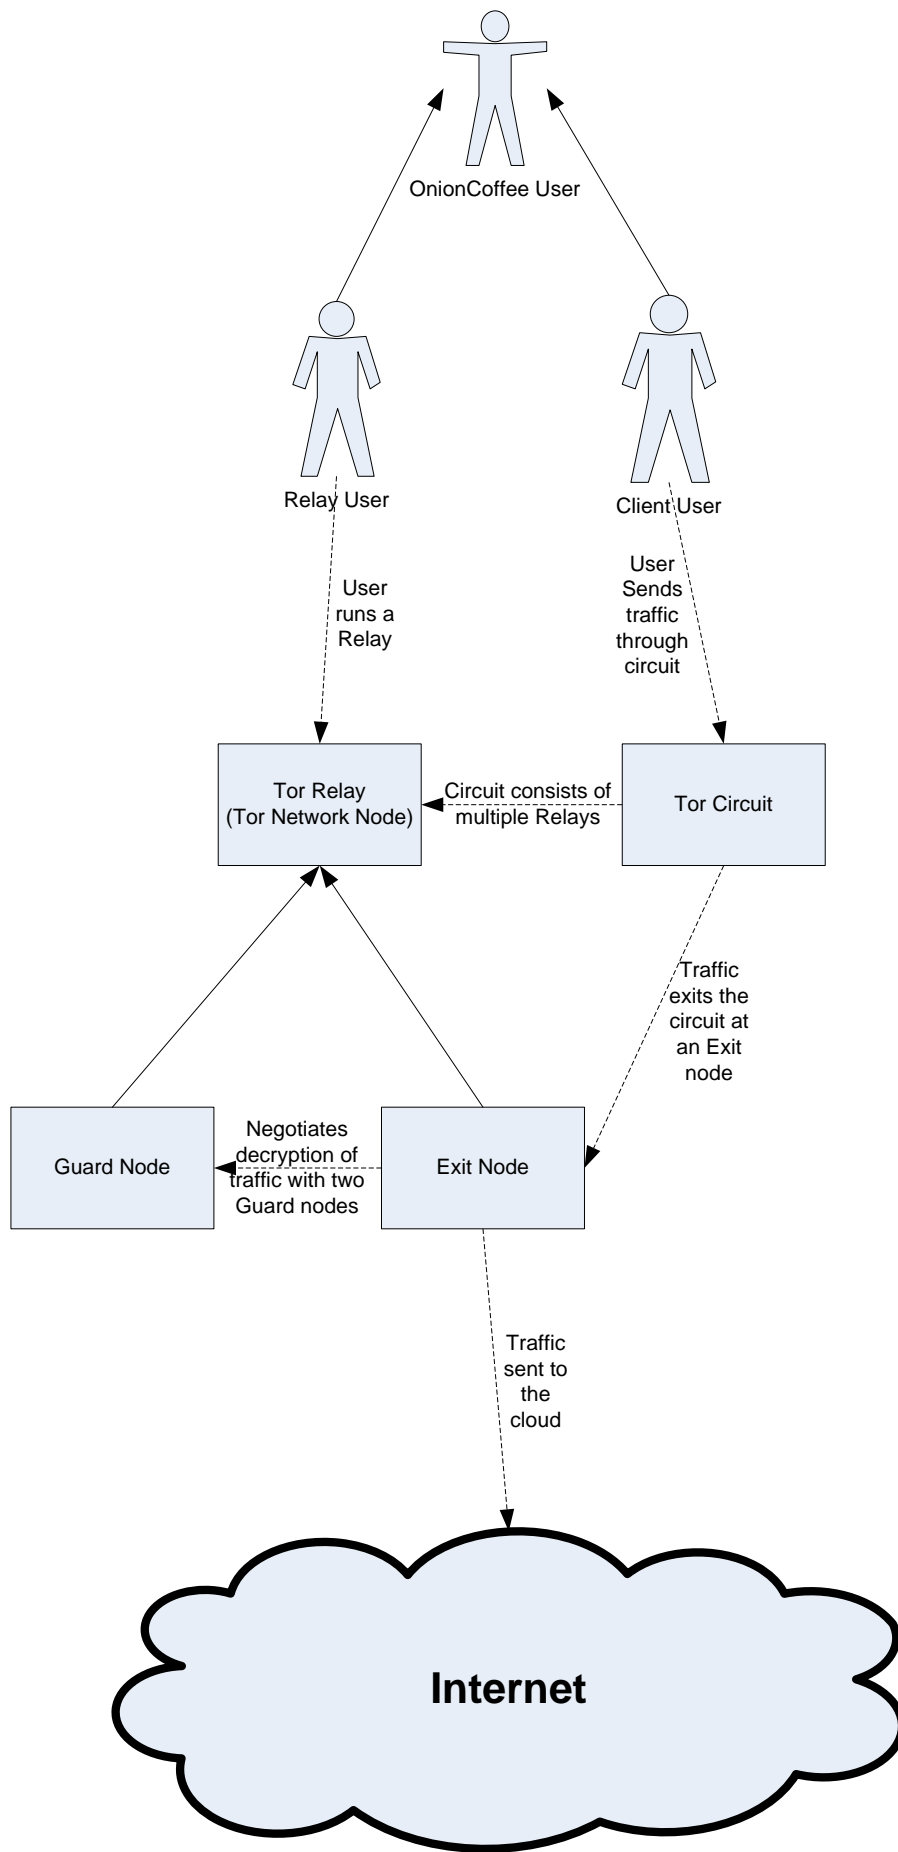 OnionCoffee User
Relay User
Client User
User
runs a
Relay
User
Sends
traffic
through
circuit
Tor Relay
(Tor Network Node)
Circuit consists of
multiple Relays
Tor Circuit
Traffic
exits the
circuit at
an Exit
node
Guard Node
Negotiates
decryption of
traffic with two
Guard nodes
Exit Node
Traffic
sent to
the
cloud
Internet